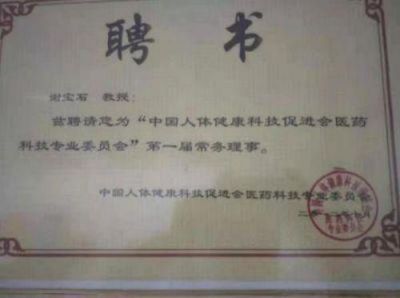 聘书
谢宝石 教授：
兹聘请您为“中国人体健康科技促进会医药
科技专业委员会”第一届常务理事。
中国人体健康科技促进会医药科技专业委员会